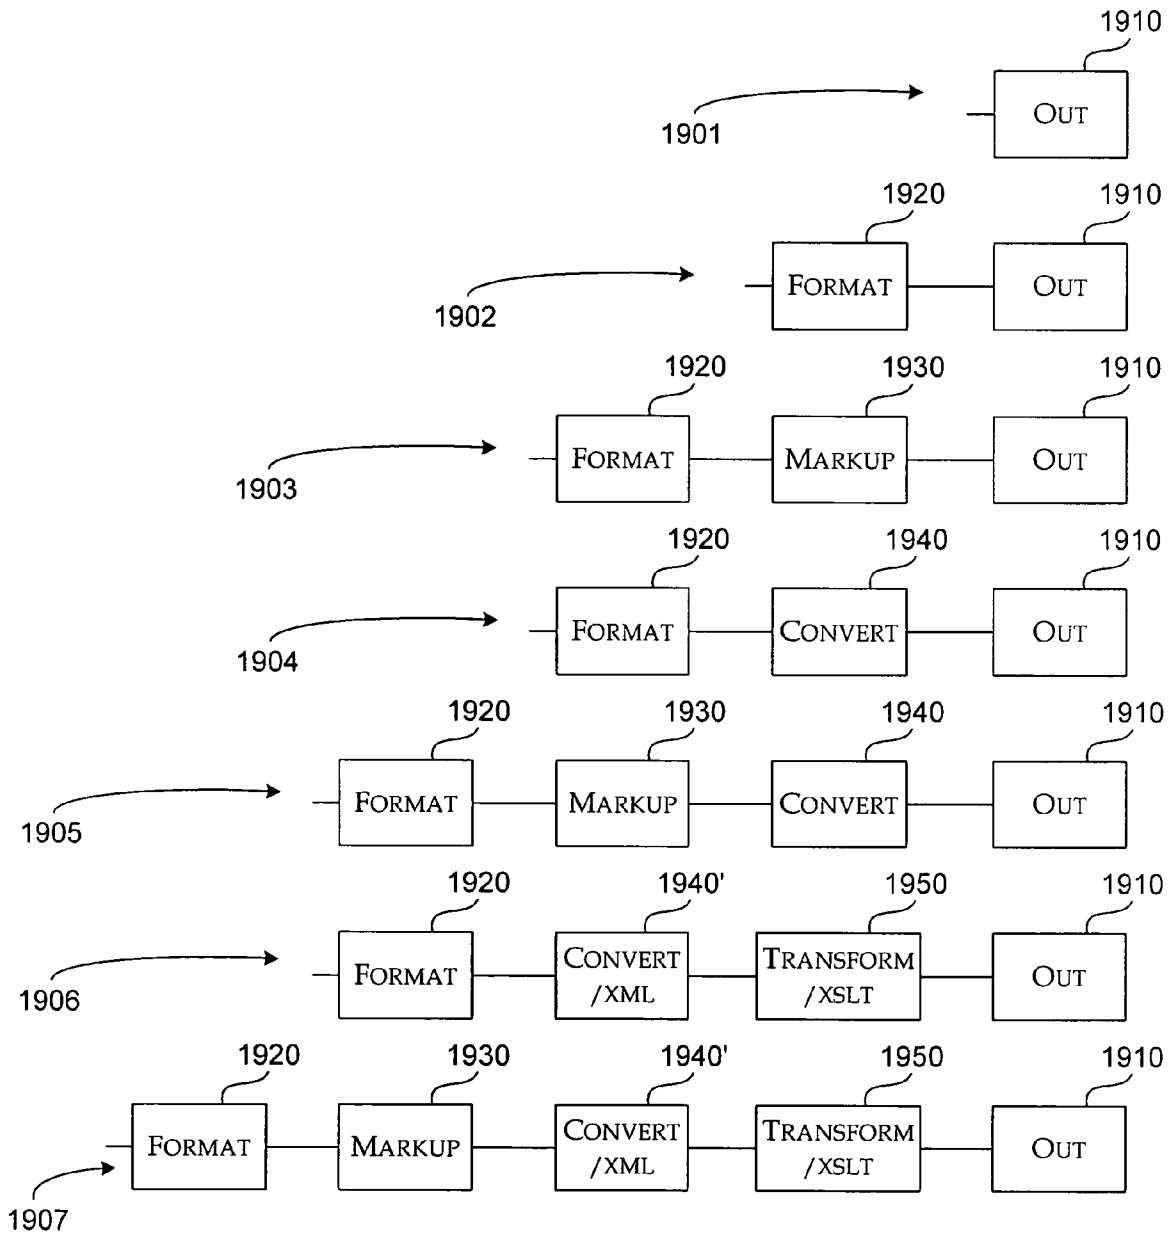 1910
OUT
1901
1920 1910
FORMAT OUT
1902
1920 1930 1910
FORMAT MARKUP OUT
1903
1920 1940 1910
FORMAT CONVERT OUT
1904
1920 1930 1940 1910
FORMAT MARKUP CONVERT OUT
1905
1920 1940' 1950 1910
FORMAT CONVERT /XML TRANSFORM /XSLT OUT
1906
1920 1930 1940' 1950 1910
FORMAT MARKUP CONVERT /XML TRANSFORM /XSLT OUT
1907